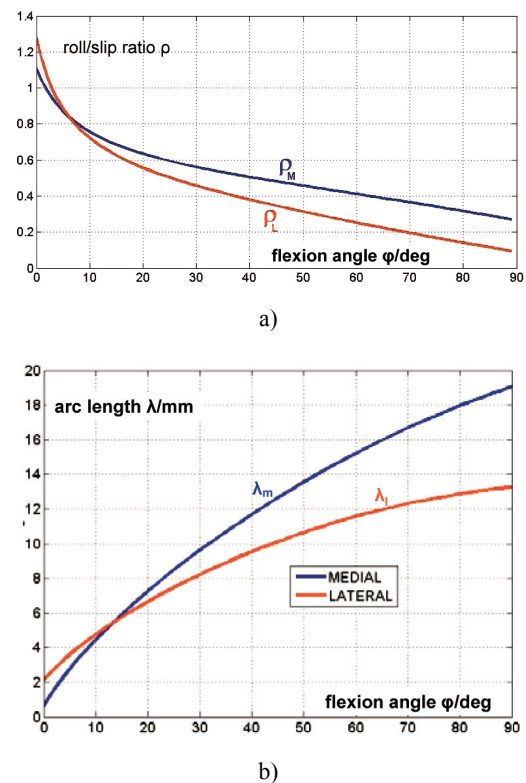 1.4
roll/slip ratio ρ
1.2
1
0.8
0.6
ρM
0.4
ρL
0.2
flexion angle φ/deg
0
0 10 20 30 40 50 60 70 80 90
a)
20
18
arc length λ/mm
16
14
λm
λl
12
10
8
MEDIAL
LATERAL
6
4
2
flexion angle φ/deg
0
0 10 20 30 40 50 60 70 80 90
b)